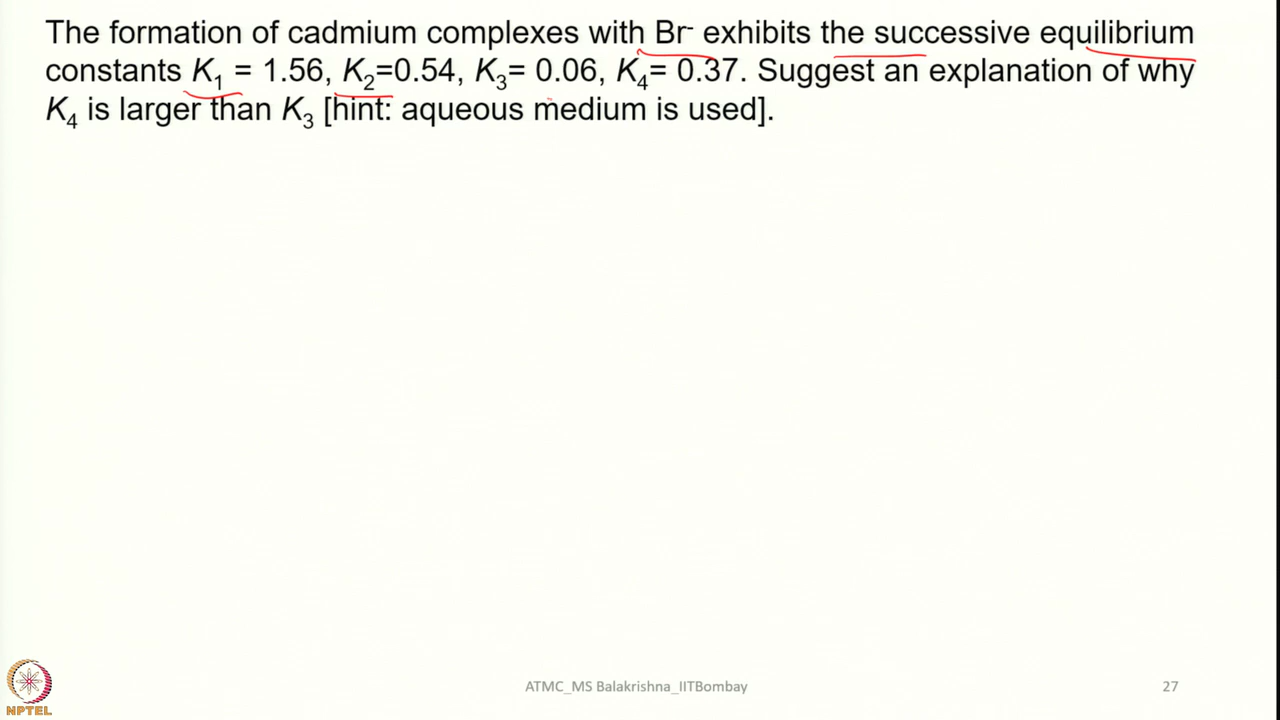 The formation of cadmium complexes with Br⁻ exhibits the successive equilibrium
constants K₁ = 1.56, K₂=0.54, K₃= 0.06, K₄= 0.37. Suggest an explanation of why
K₄ is larger than K₃ [hint: aqueous medium is used].
NPTEL
ATMC_MS Balakrishna_IITBombay
27